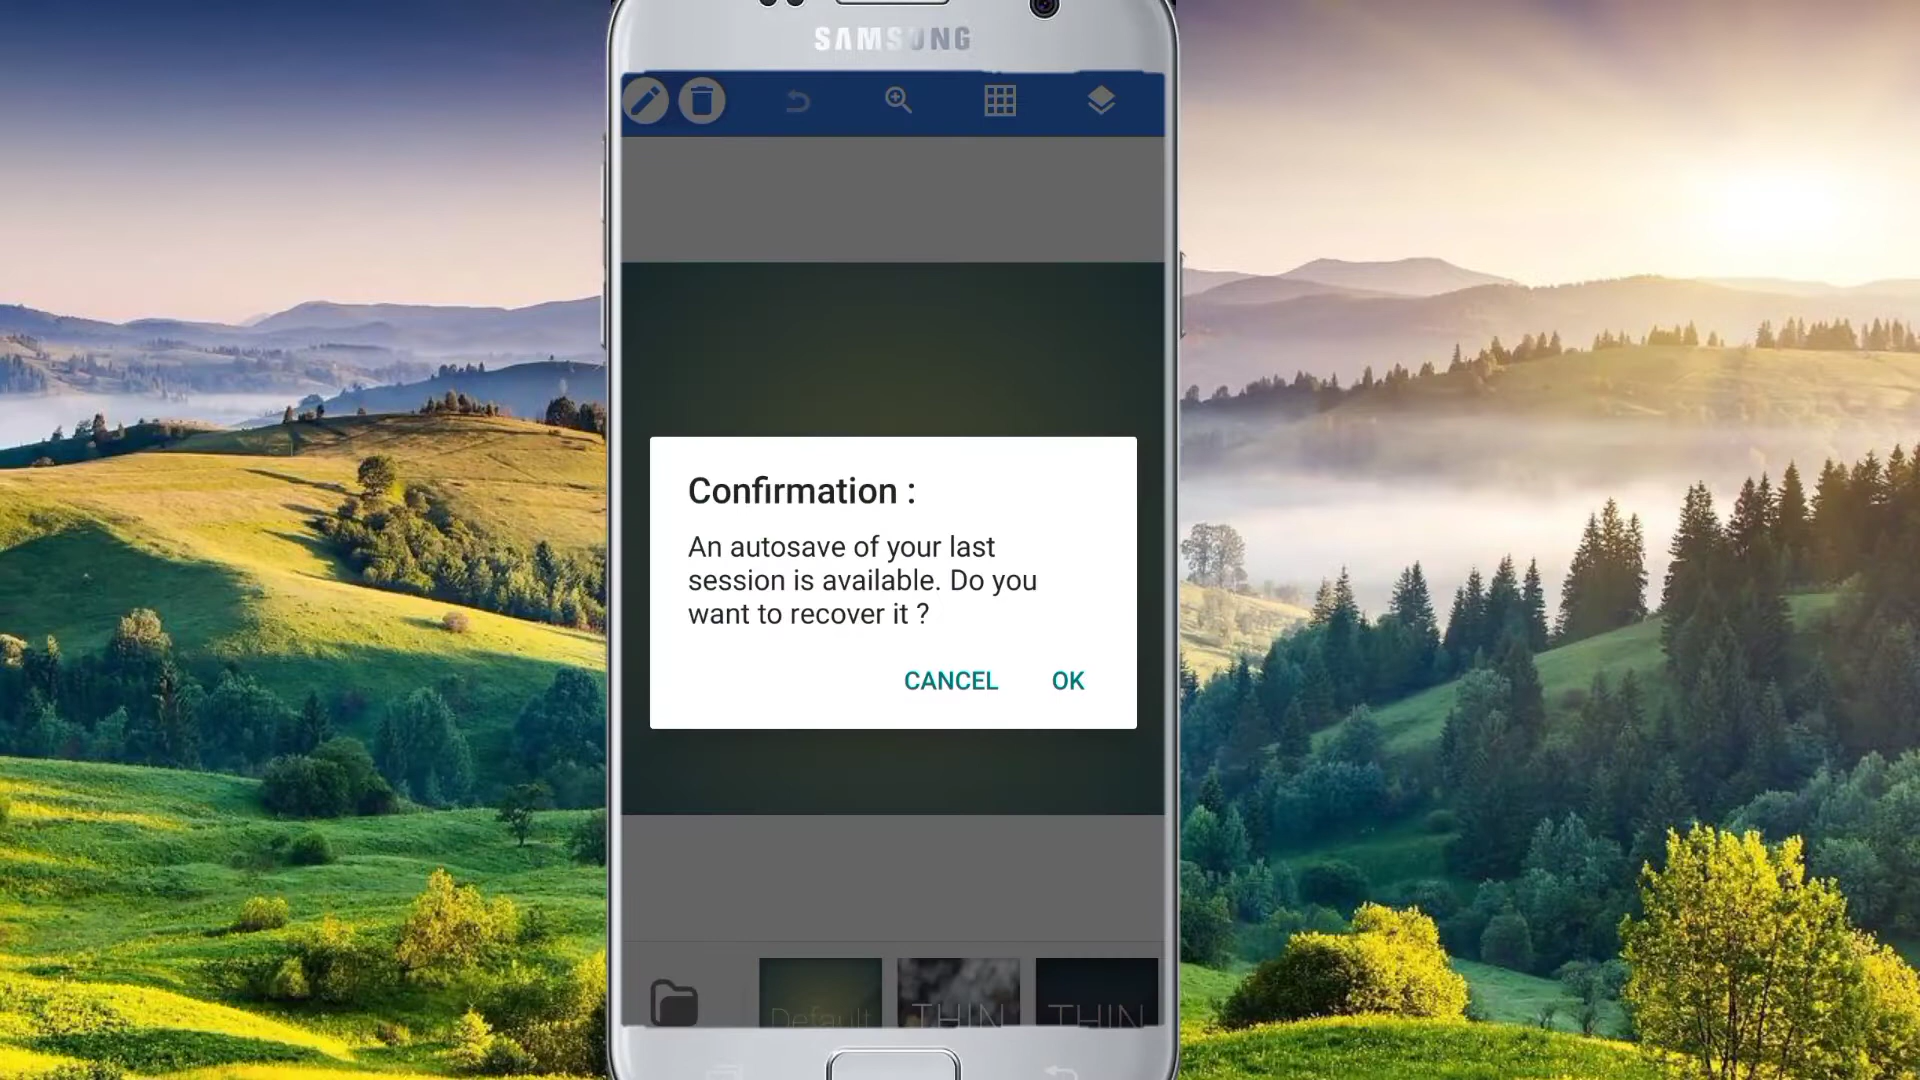 SAMSUNG
Confirmation :
An autosave of your last
session is available. Do you
want to recover it ?
CANCEL OK
Default THIN THIN